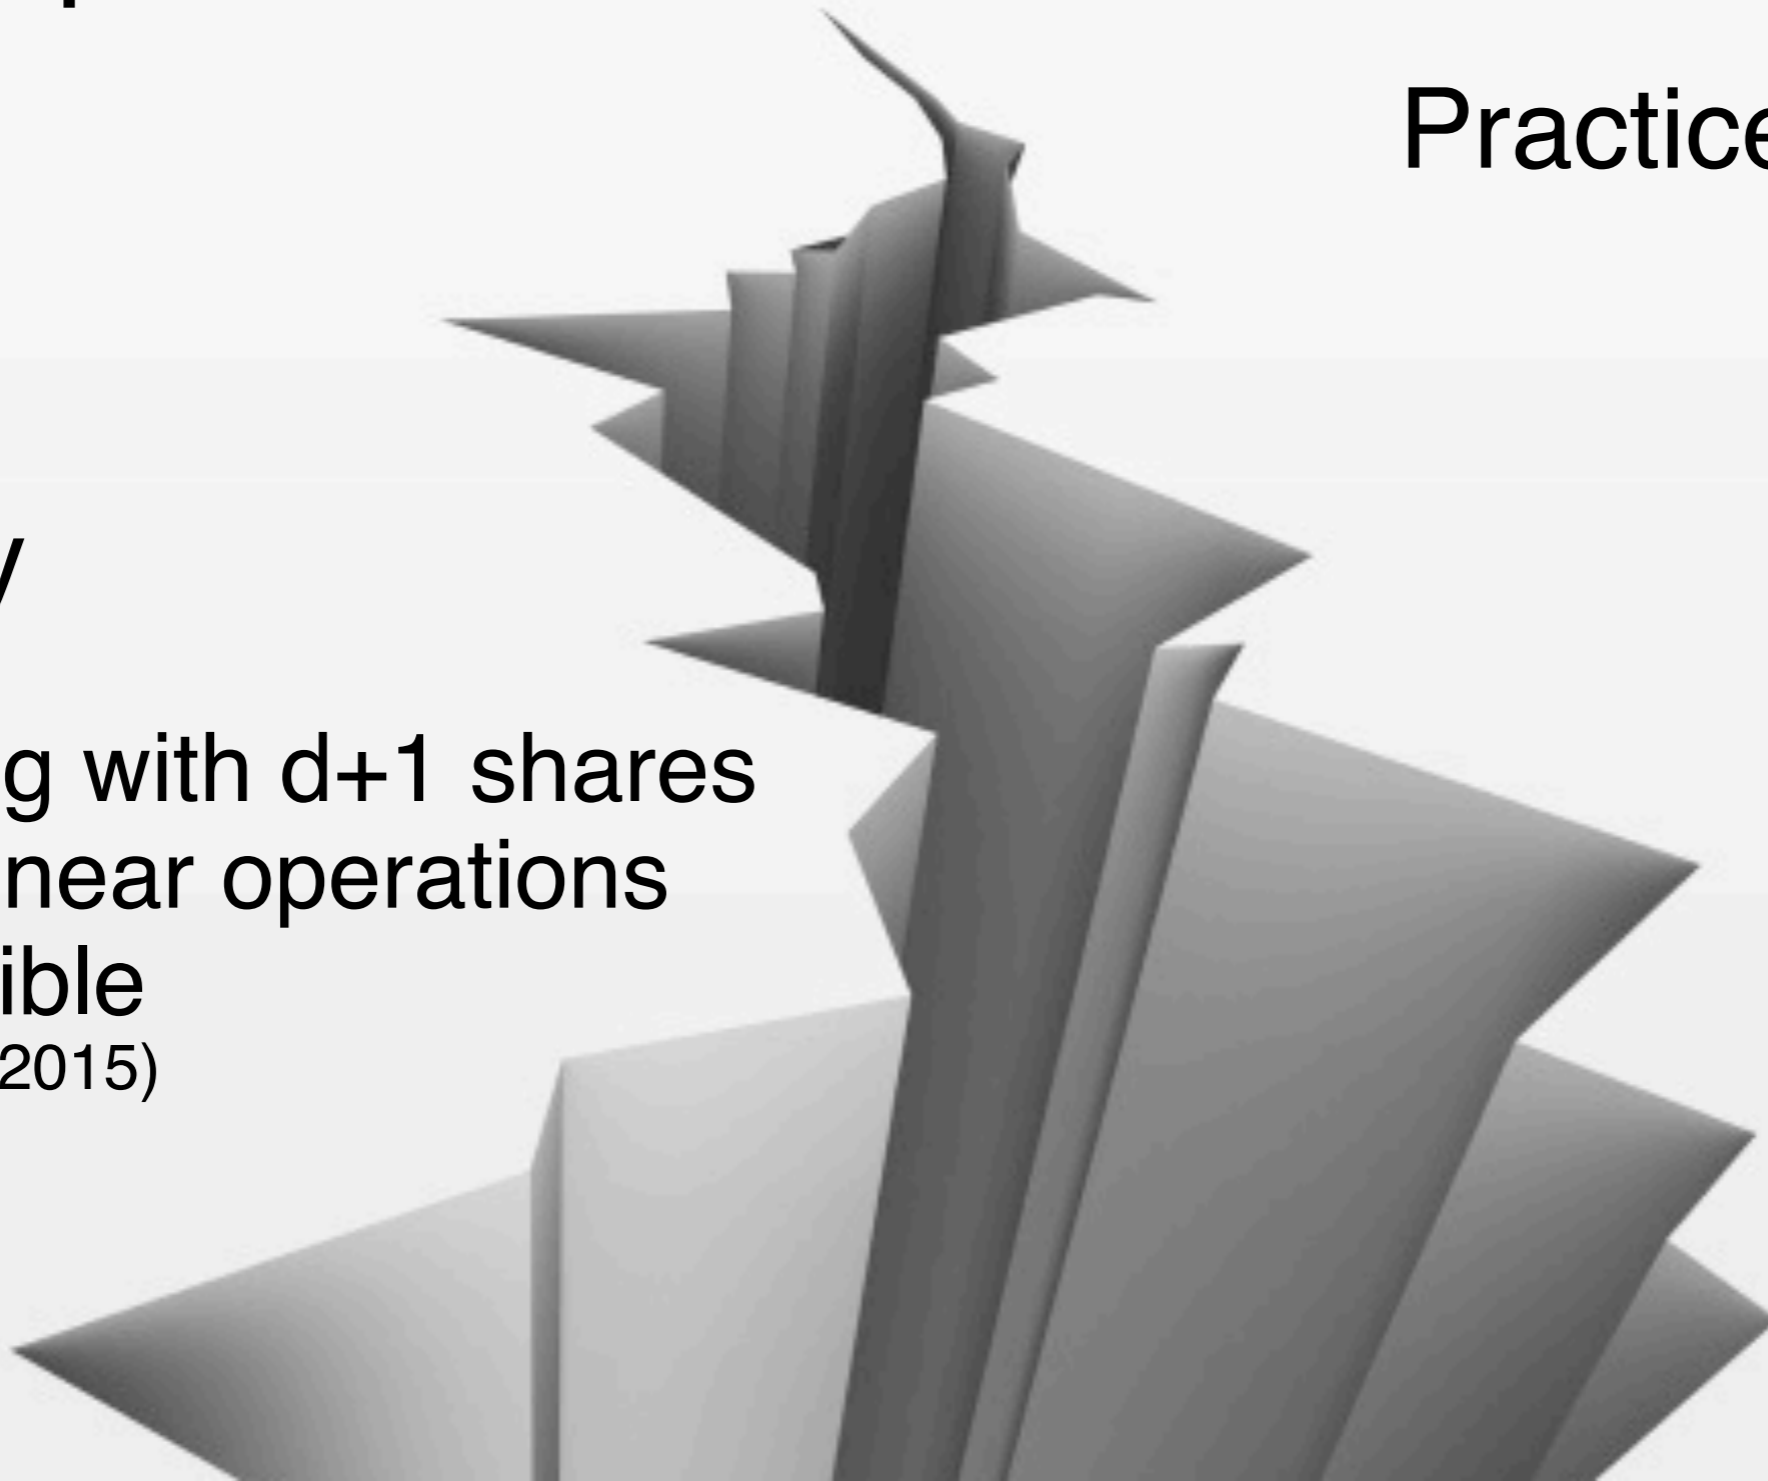 Practice
y
g with d+1 shares
near operations
ible
2015)